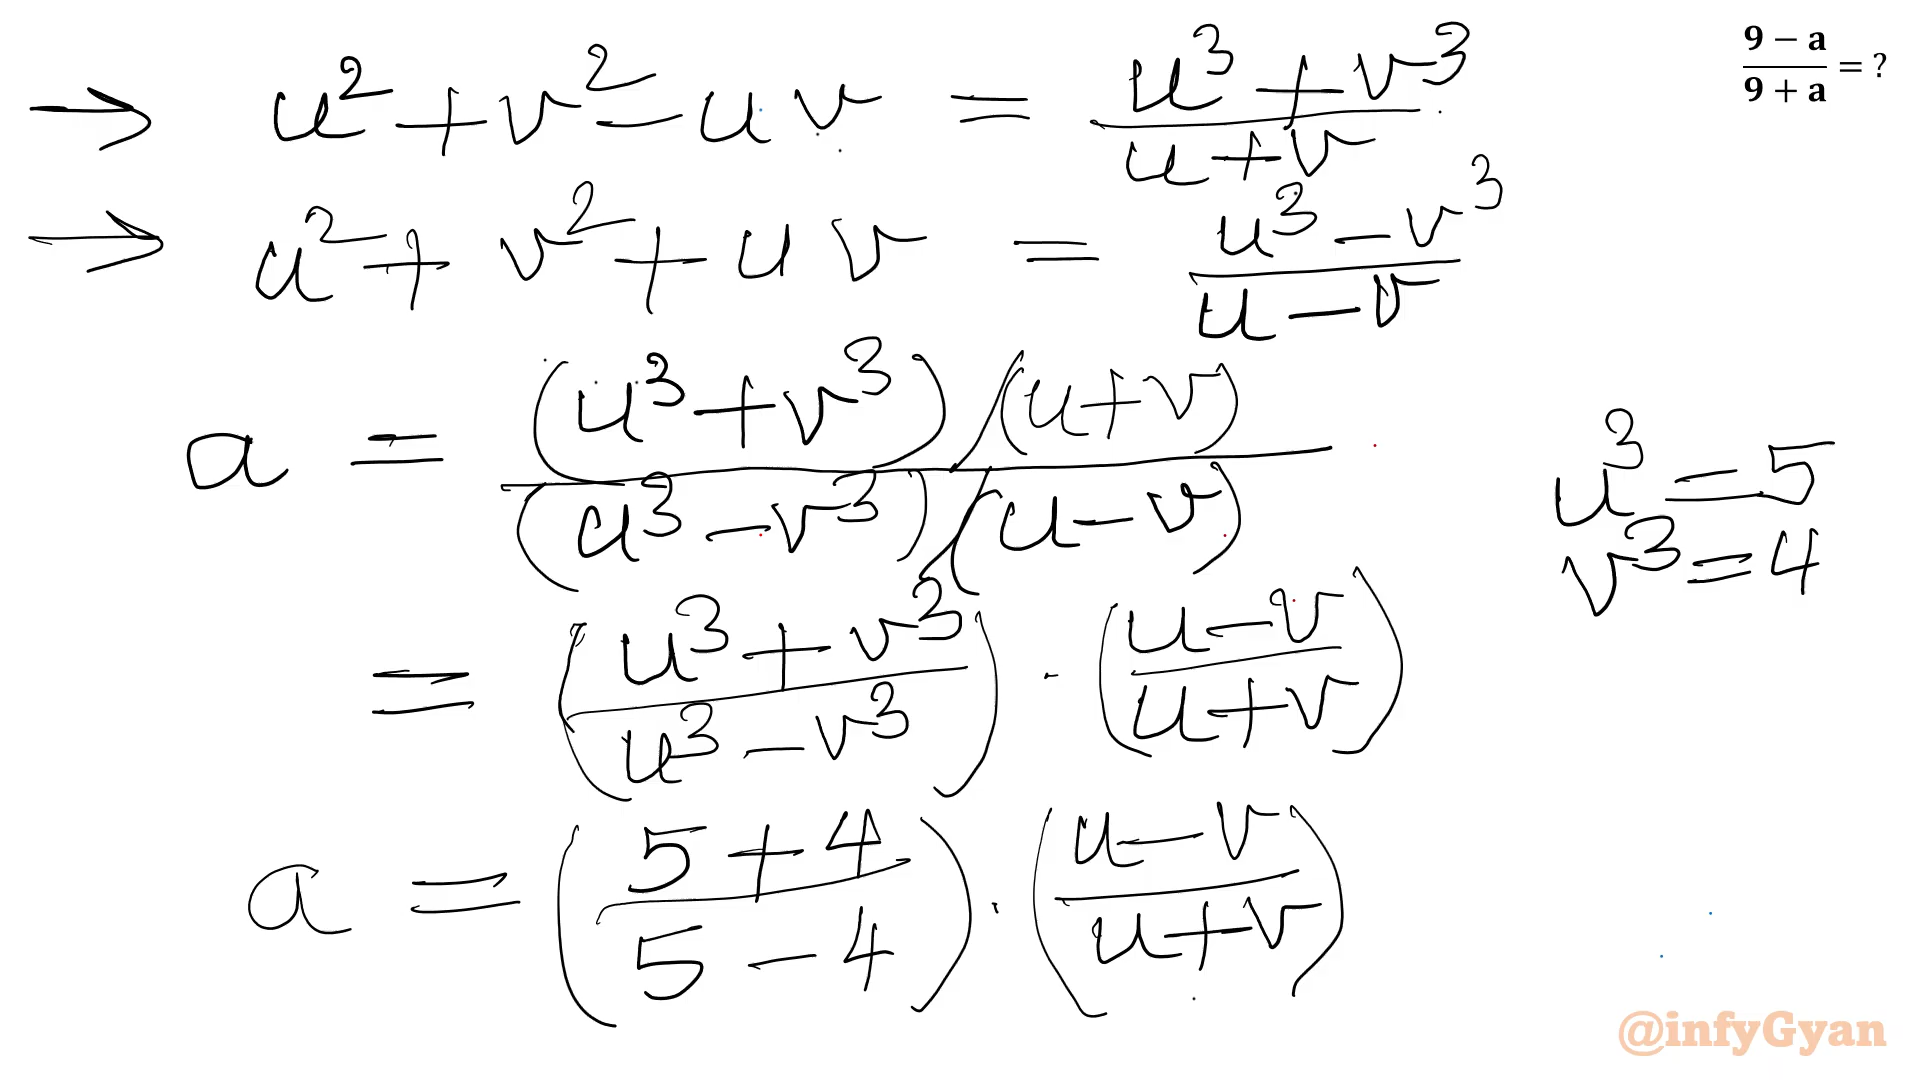 (9 − a)/(9 + a) = ?
→ u² + v² − uv = (u³ + v³)/(u + v)
→ u² + v² + uv = (u³ − v³)/(u − v)
a = ((u³ + v³)/(u + v))/((u³ − v³)/(u − v))
u³ = 5
v³ = 4
= ((u³ + v³)/(u³ − v³)) · ((u − v)/(u + v))
a = ((5 + 4)/(5 − 4)) · ((u − v)/(u + v))
@infyGyan